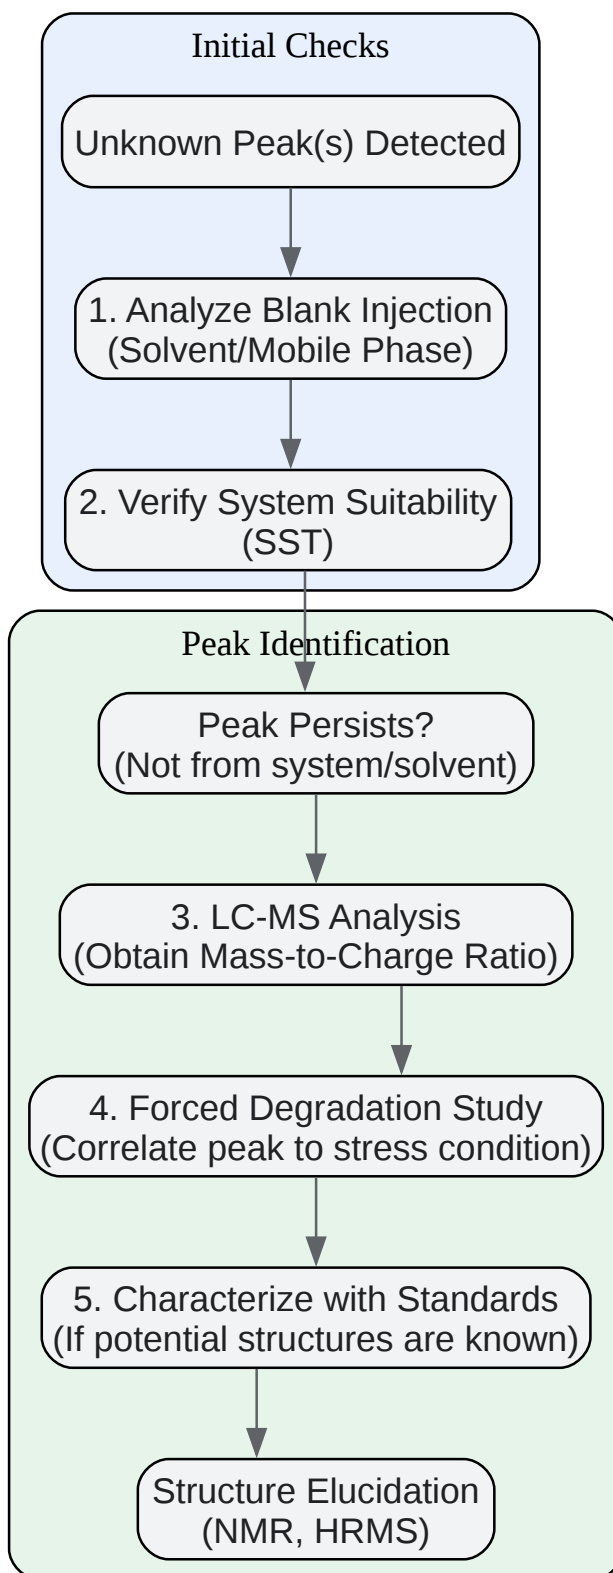 Initial Checks
Unknown Peak(s) Detected
1. Analyze Blank Injection
(Solvent/Mobile Phase)
2. Verify System Suitability
(SST)
Peak Identification
Peak Persists?
(Not from system/solvent)
3. LC-MS Analysis
(Obtain Mass-to-Charge Ratio)
4. Forced Degradation Study
(Correlate peak to stress condition)
5. Characterize with Standards
(If potential structures are known)
Structure Elucidation
(NMR, HRMS)